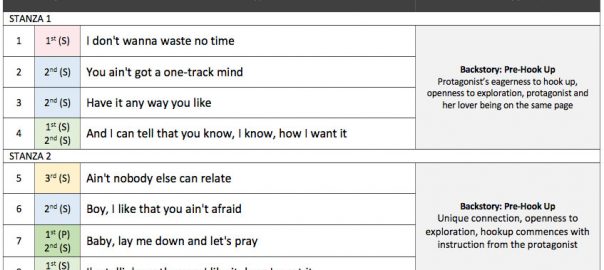 STANZA 1
1 1st (S) I don't wanna waste no time
2 2nd (S) You ain't got a one-track mind
3 2nd (S) Have it any way you like
4 1st (S) 2nd (S) And I can tell that you know, I know, how I want it
Backstory: Pre-Hook Up
Protagonist's eagerness to hook up,
openness to exploration, protagonist and
her lover being on the same page
STANZA 2
5 3rd (S) Ain't nobody else can relate
6 2nd (S) Boy, I like that you ain't afraid
7 1st (P) 2nd (S) Baby, lay me down and let's pray
1st (S)
Backstory: Pre-Hook Up
Unique connection, openness to
exploration, hookup commences with
instruction from the protagonist